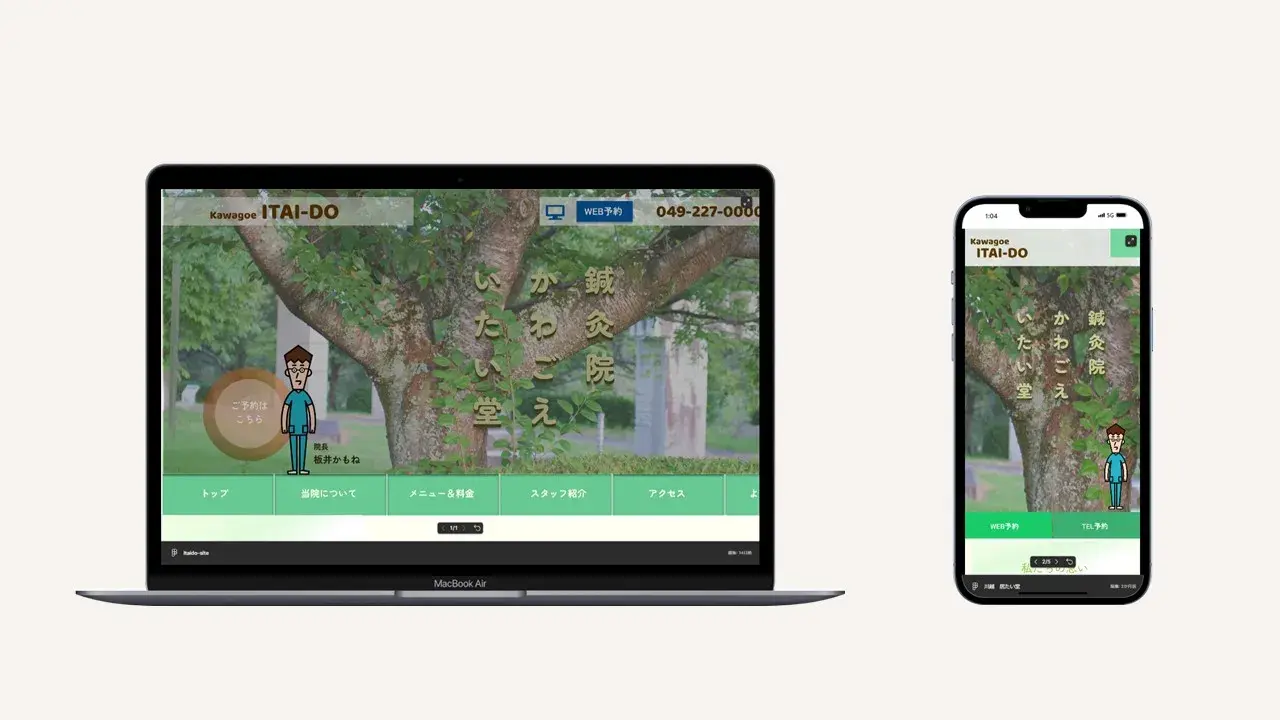 Kawagoe ITAI-DO
WEB予約
049-227-0000
鍼灸院
かわごえ
いたい堂
ご予約は
こちら
院長
板井かもね
トップ
当院について
メニュー＆料金
スタッフ紹介
アクセス
よ
1/1
Itaido-site
MacBook Air
1:04
5G
Kawagoe
ITAI-DO
鍼灸院
かわごえ
いたい堂
WEB予約
TEL予約
2/5